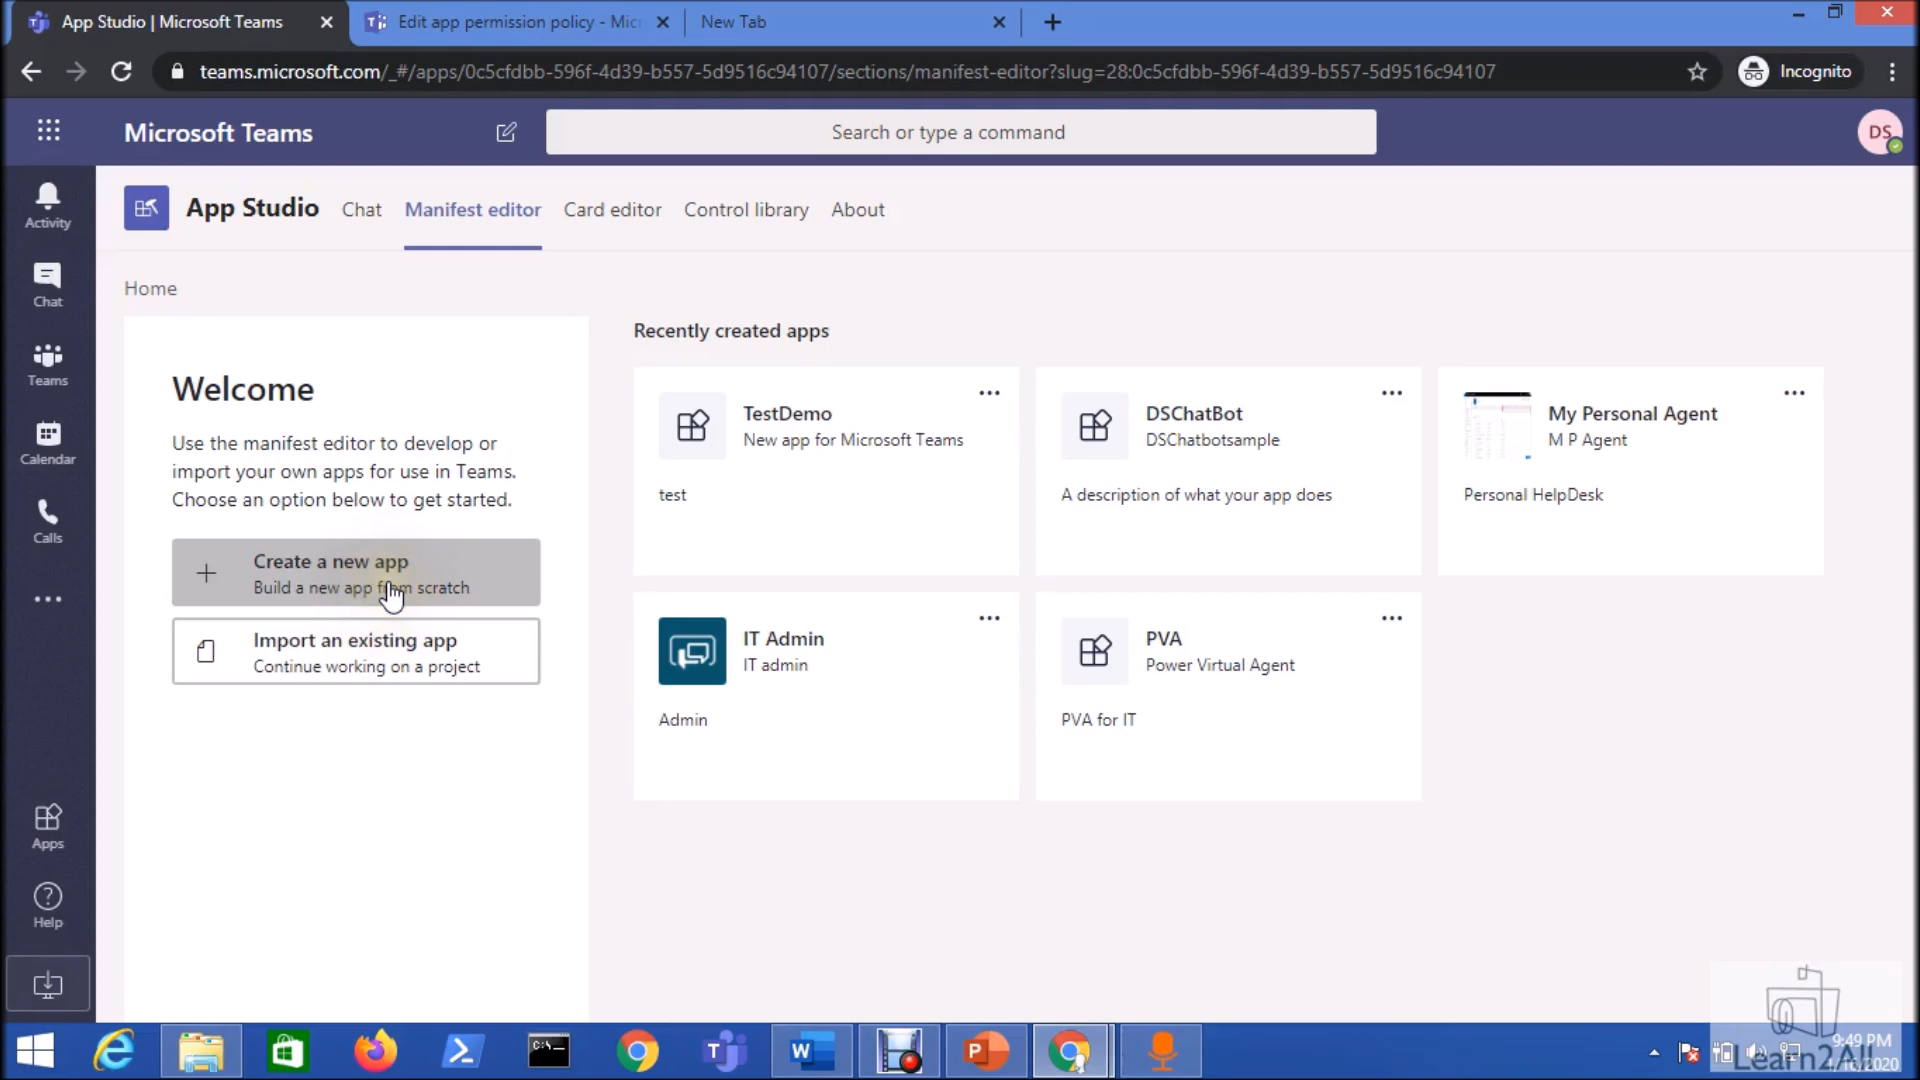 App Studio | Microsoft Teams
Edit app permission policy - Micr
New Tab
teams.microsoft.com/_#/apps/0c5cfdbb-596f-4d39-b557-5d9516c94107/sections/manifest-editor?slug=28:0c5cfdbb-596f-4d39-b557-5d9516c94107
Incognito
Microsoft Teams
Search or type a command
DS
App Studio
Chat
Manifest editor
Card editor
Control library
About
Activity
Chat
Teams
Calendar
Calls
Apps
Help
Home
Welcome
Use the manifest editor to develop or
import your own apps for use in Teams.
Choose an option below to get started.
Create a new app
Build a new app from scratch
Import an existing app
Continue working on a project
Recently created apps
TestDemo
New app for Microsoft Teams
test
DSChatBot
DSChatbotsample
A description of what your app does
My Personal Agent
M P Agent
Personal HelpDesk
IT Admin
IT admin
Admin
PVA
Power Virtual Agent
PVA for IT
9:49 PM
Learn2All